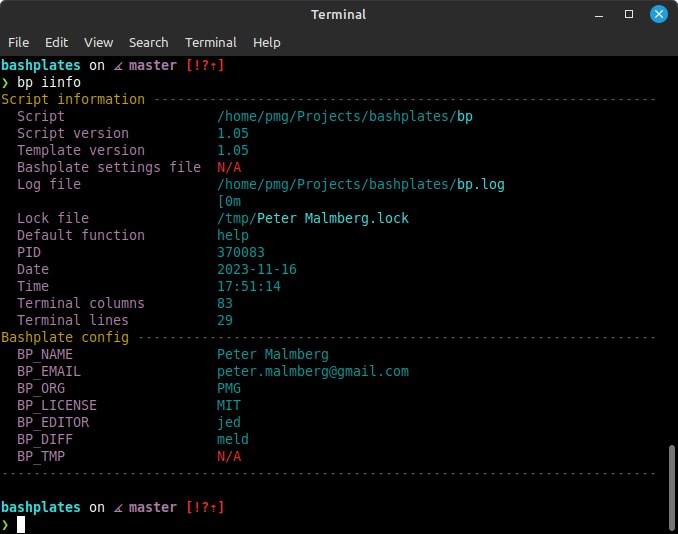 Terminal
File Edit View Search Terminal Help
bashplates on master [!?⇡]
❯ bp iinfo
Script information ---------------------------------------------------------------
Script /home/pmg/Projects/bashplates/bp
Script version 1.05
Template version 1.05
Bashplate settings file N/A
Log file /home/pmg/Projects/bashplates/bp.log
[0m
Lock file /tmp/Peter Malmberg.lock
Default function help
PID 370083
Date 2023-11-16
Time 17:51:14
Terminal columns 83
Terminal lines 29
Bashplate config -----------------------------------------------------------------
BP_NAME Peter Malmberg
BP_EMAIL peter.malmberg@gmail.com
BP_ORG PMG
BP_LICENSE MIT
BP_EDITOR jed
BP_DIFF meld
BP_TMP N/A
----------------------------------------------------------------------------------
bashplates on master [!?⇡]
❯